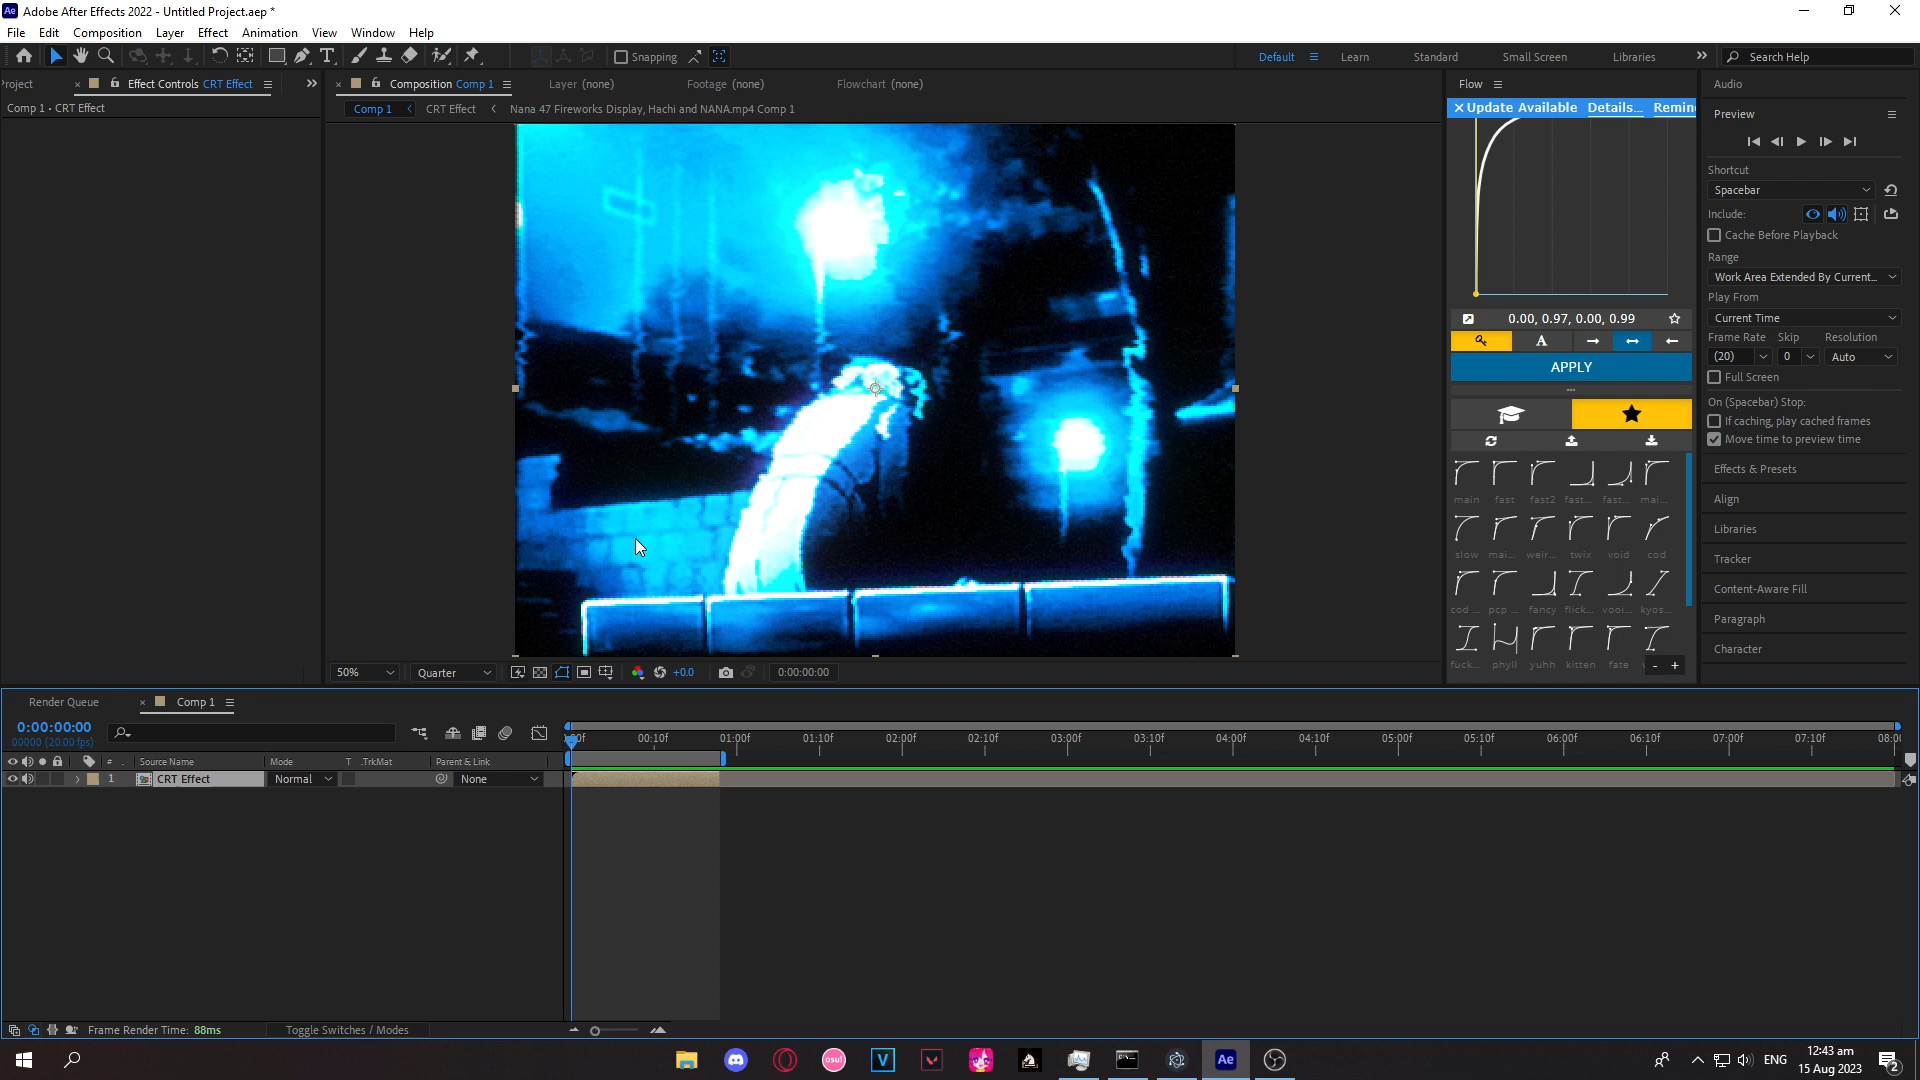 Ae Adobe After Effects 2022 - Untitled Project.aep *
File Edit Composition Layer Effect Animation View Window Help
Snapping
Default Learn Standard Small Screen Libraries Search Help
roject Effect Controls CRT Effect
Composition Comp 1 Layer (none) Footage (none) Flowchart (none)
Flow
Audio
Comp 1 • CRT Effect
Comp 1 CRT Effect Nana 47 Fireworks Display, Hachi and NANA.mp4 Comp 1
Update Available Details... Remin
Preview
Shortcut
Spacebar
Include:
Cache Before Playback
Range
Work Area Extended By Current...
Play From
Current Time
Frame Rate Skip Resolution
(20) 0 Auto
Full Screen
On (Spacebar) Stop:
If caching, play cached frames
Move time to preview time
Effects & Presets
Align
Libraries
Tracker
Content-Aware Fill
Paragraph
Character
0.00, 0.97, 0.00, 0.99
A
APPLY
main fast fast2 fast... fast... mai...
slow mai... weir... twix void cod
cod ... pcp ... fancy flick... vooi... kyos...
fuck... phyll yuhh kitten fate
- +
50% Quarter +0.0 0:00:00:00
Render Queue Comp 1
0:00:00:00
00000 (20.00 fps)
00:10f 01:00f 01:10f 02:00f 02:10f 03:00f 03:10f 04:00f 04:10f 05:00f 05:10f 06:00f 06:10f 07:00f 07:10f 08:0
# . Source Name Mode T .TrkMat Parent & Link
1 CRT Effect Normal None
Frame Render Time: 88ms Toggle Switches / Modes
osu! V Ae
ENG
12:43 am
15 Aug 2023
2